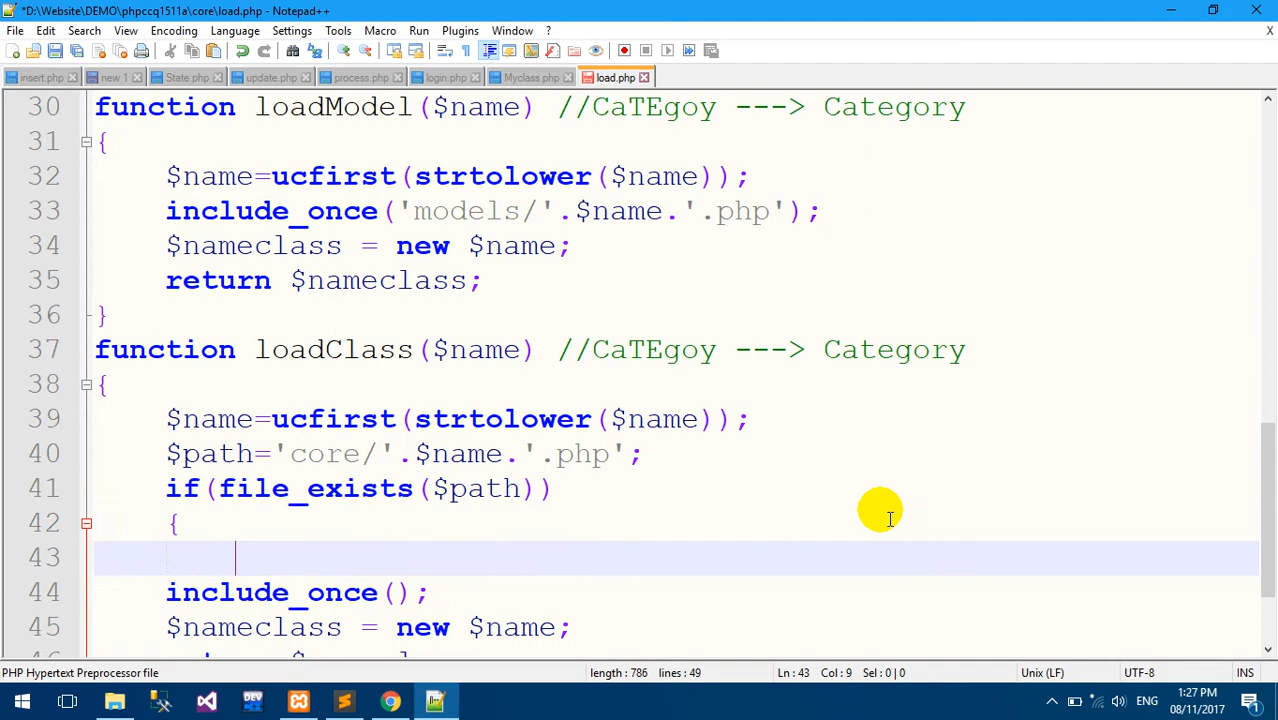 *D:\Website\DEMO\phpccq1511a\core\load.php - Notepad++
File Edit Search View Encoding Language Settings Tools Macro Run Plugins Window ? X
insert.php new 1 State.php update.php process.php login.php Myclass.php load.php
30 function loadModel($name) //CaTEgoy ---> Category
31 {
32 $name=ucfirst(strtolower($name));
33 include_once('models/'.$name.'.php');
34 $nameclass = new $name;
35 return $nameclass;
36 }
37 function loadClass($name) //CaTEgoy ---> Category
38 {
39 $name=ucfirst(strtolower($name));
40 $path='core/'.$name.'.php';
41 if(file_exists($path))
42 {
43
44 include_once();
45 $nameclass = new $name;
PHP Hypertext Preprocessor file length : 786 lines : 49 Ln : 43 Col : 9 Sel : 0 | 0 Unix (LF) UTF-8 INS
ENG 1:27 PM
08/11/2017